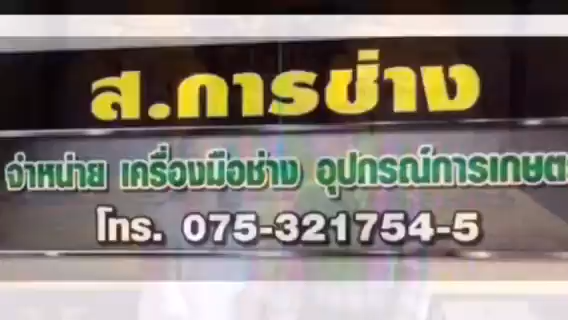 ส.การช่าง
จำหน่าย เครื่องมือช่าง อุปกรณ์การเกษต
โทร. 075-321754-5